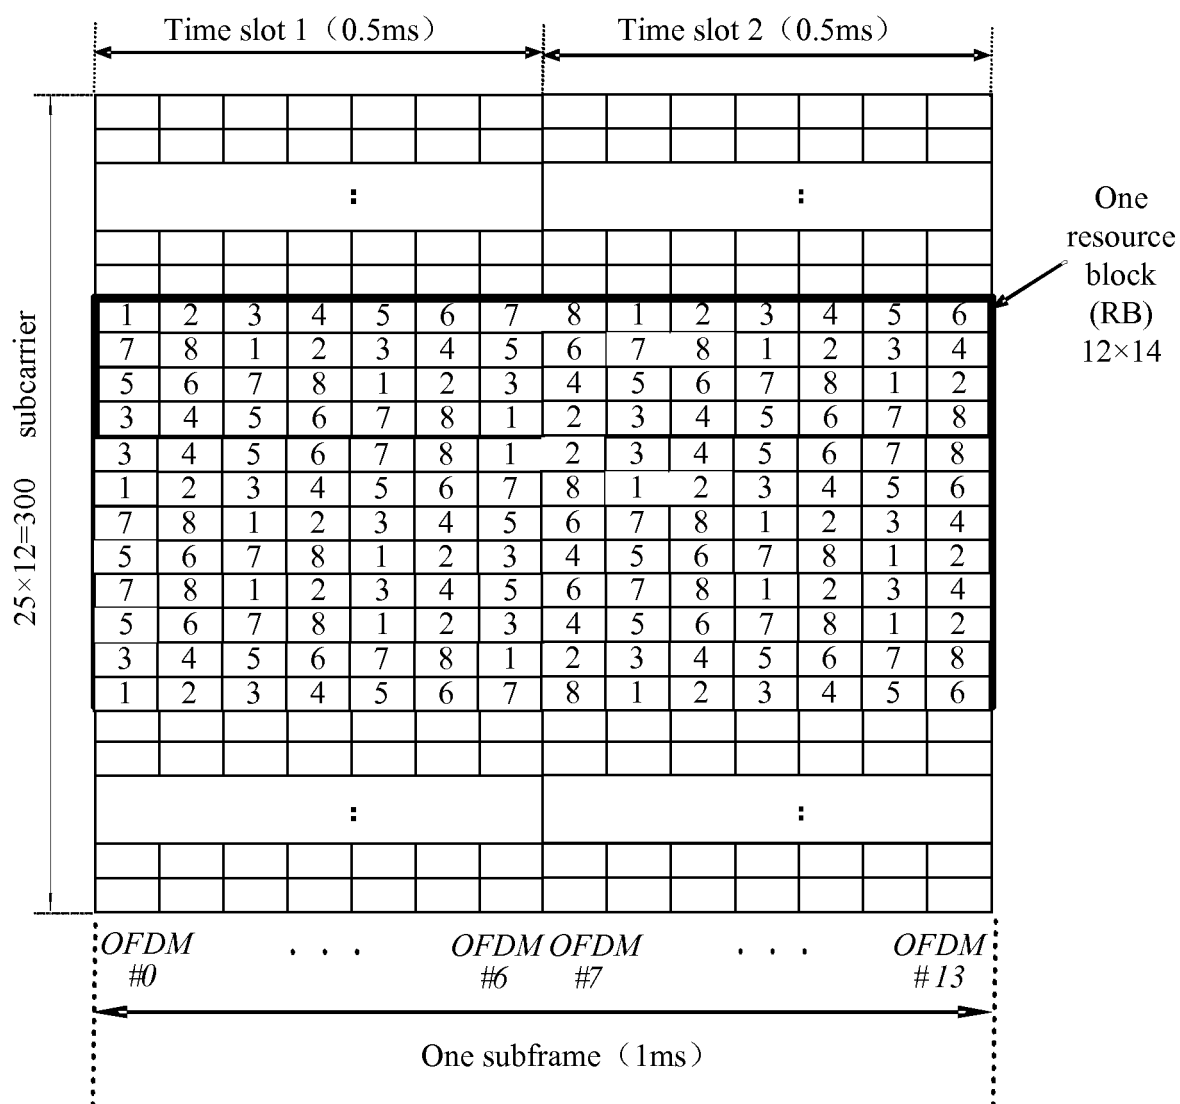 Time slot 1（0.5ms） Time slot 2（0.5ms）
:  :
One
resource
block
(RB)
12×14
25×12=300 subcarrier
1 2 3 4 5 6 7 8 1 2 3 4 5 6
7 8 1 2 3 4 5 6 7 8 1 2 3 4
5 6 7 8 1 2 3 4 5 6 7 8 1 2
3 4 5 6 7 8 1 2 3 4 5 6 7 8
3 4 5 6 7 8 1 2 3 4 5 6 7 8
1 2 3 4 5 6 7 8 1 2 3 4 5 6
7 8 1 2 3 4 5 6 7 8 1 2 3 4
5 6 7 8 1 2 3 4 5 6 7 8 1 2
7 8 1 2 3 4 5 6 7 8 1 2 3 4
5 6 7 8 1 2 3 4 5 6 7 8 1 2
3 4 5 6 7 8 1 2 3 4 5 6 7 8
1 2 3 4 5 6 7 8 1 2 3 4 5 6
:  :
OFDM . . . OFDM OFDM . . . OFDM
#0 #6 #7 #13
One subframe（1ms）